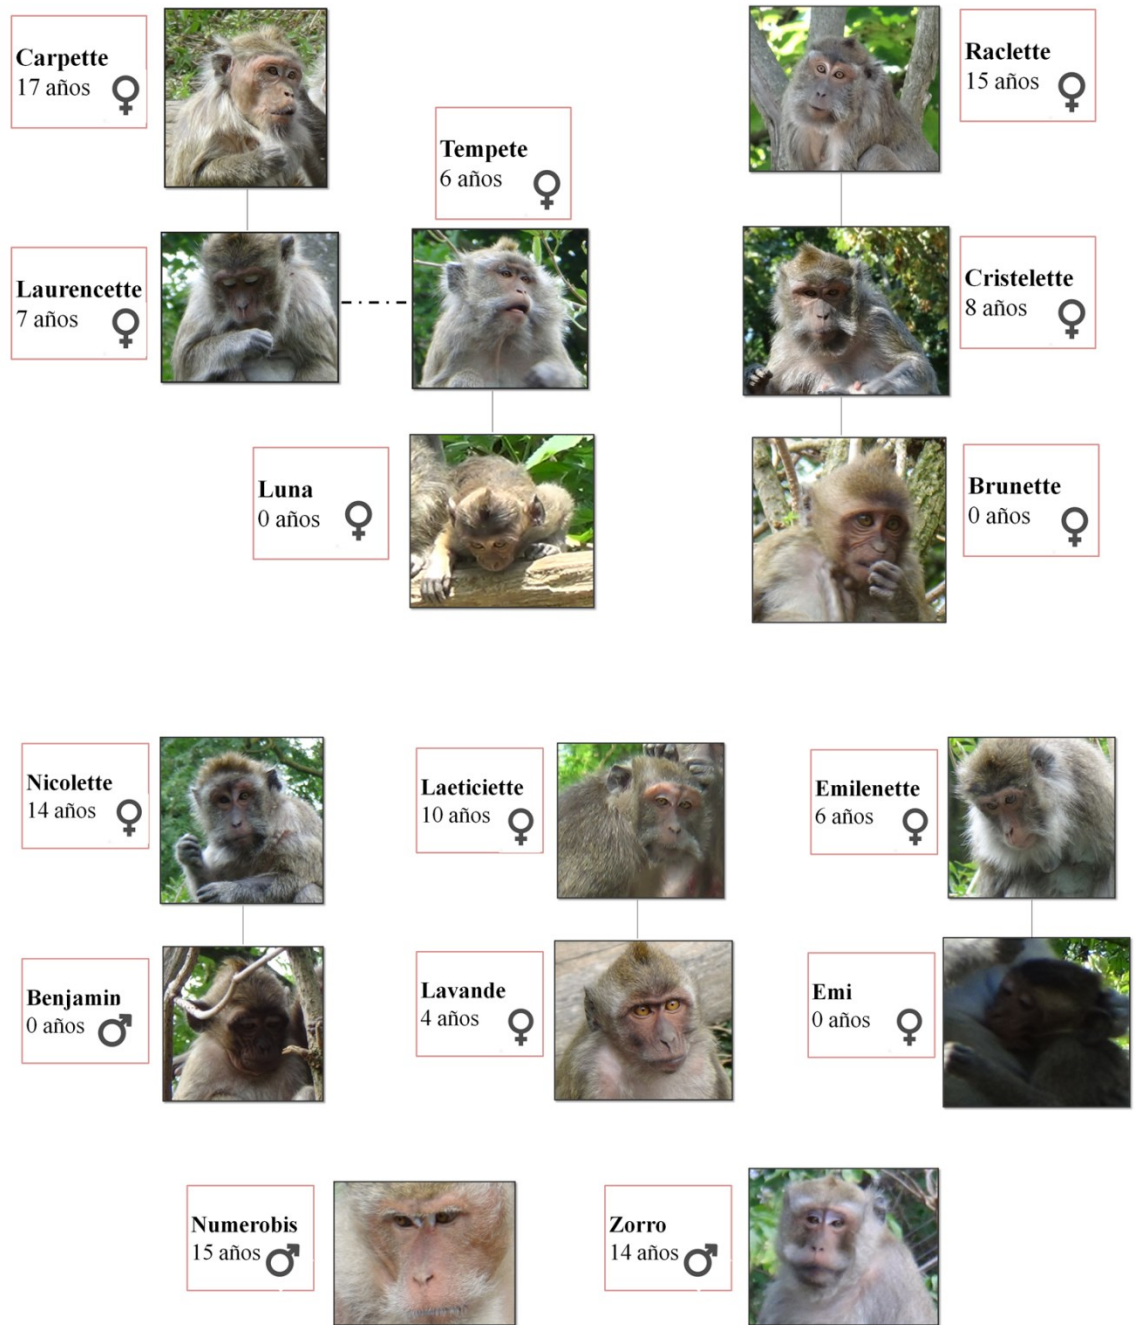 Carpette
17 años
Raclette
15 años
Tempete
6 años
Laurencette
7 años
Cristelette
8 años
Luna
0 años
Brunette
0 años
Nicolette
14 años
Laeticiette
10 años
Emilenette
6 años
Benjamin
0 años
Lavande
4 años
Emi
0 años
Numerobis
15 años
Zorro
14 años